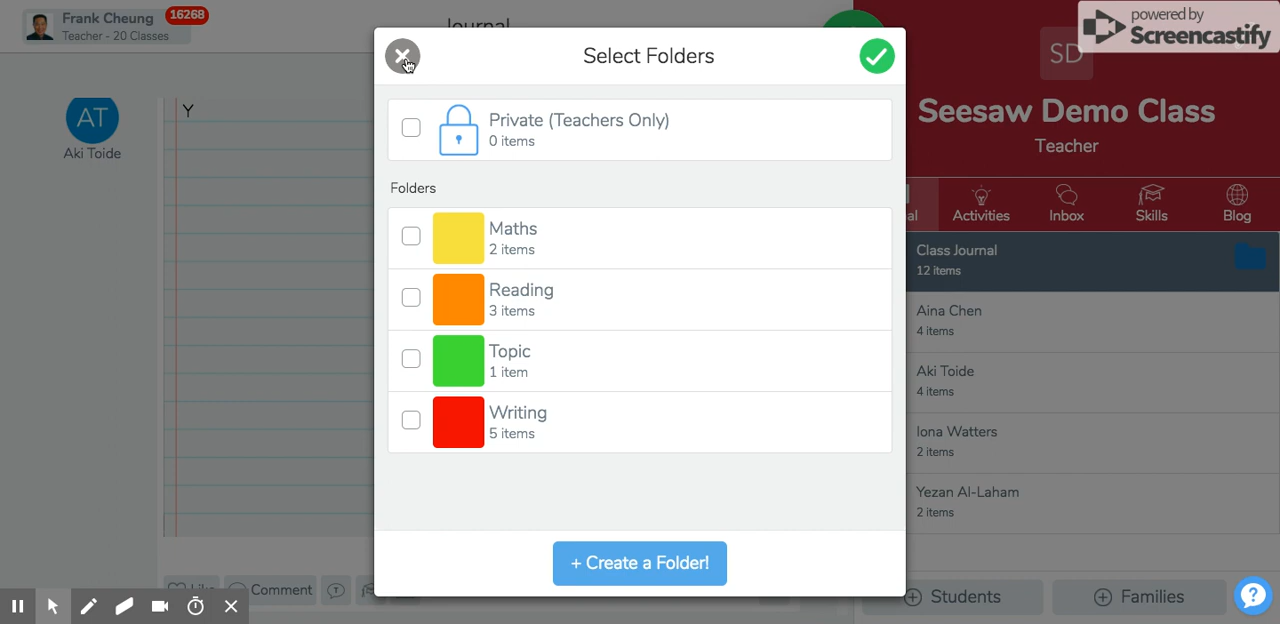 Frank Cheung
16268
Teacher - 20 Classes
Journal
powered by
Screencastify
Select Folders
SD
Seesaw Demo Class
Teacher
AT
Aki Toide
Y
Private (Teachers Only)
0 items
Folders
Maths
2 items
Reading
3 items
Topic
1 item
Writing
5 items
+ Create a Folder!
Activities
Inbox
Skills
Blog
Class Journal
12 items
Aina Chen
4 items
Aki Toide
4 items
Iona Watters
2 items
Yezan Al-Laham
2 items
Like
Comment
Students
Families
?